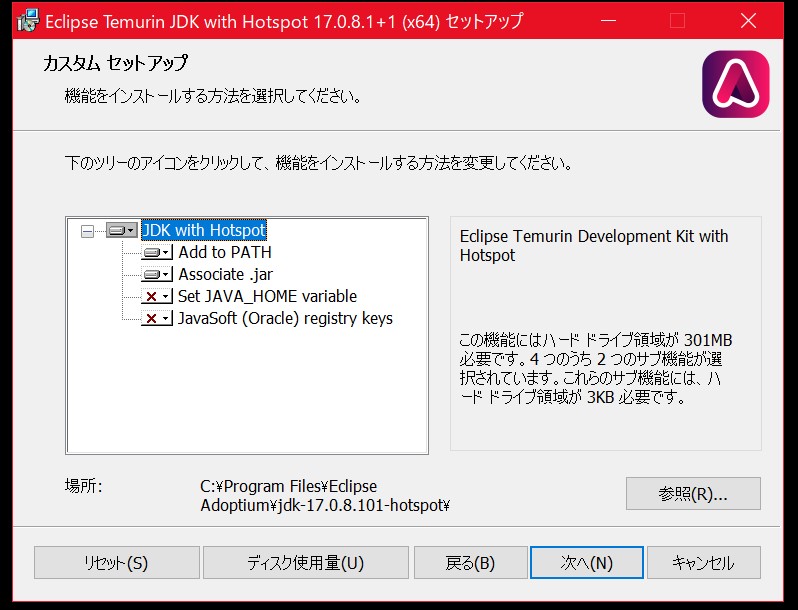 Eclipse Temurin JDK with Hotspot 17.0.8.1+1 (x64) セットアップ
カスタム セットアップ
機能をインストールする方法を選択してください。
下のツリーのアイコンをクリックして、機能をインストールする方法を変更してください。
JDK with Hotspot
Add to PATH
Associate .jar
Set JAVA_HOME variable
JavaSoft (Oracle) registry keys
Eclipse Temurin Development Kit with
Hotspot
この機能にはハード ドライブ領域が 301MB
必要です。4 つのうち 2 つのサブ機能が選
択されています。これらのサブ機能には、ハ
ード ドライブ領域が 3KB 必要です。
場所:
C:¥Program Files¥Eclipse
Adoptium¥jdk-17.0.8.101-hotspot¥
参照(R)...
リセット(S)
ディスク使用量(U)
戻る(B)
次へ(N)
キャンセル